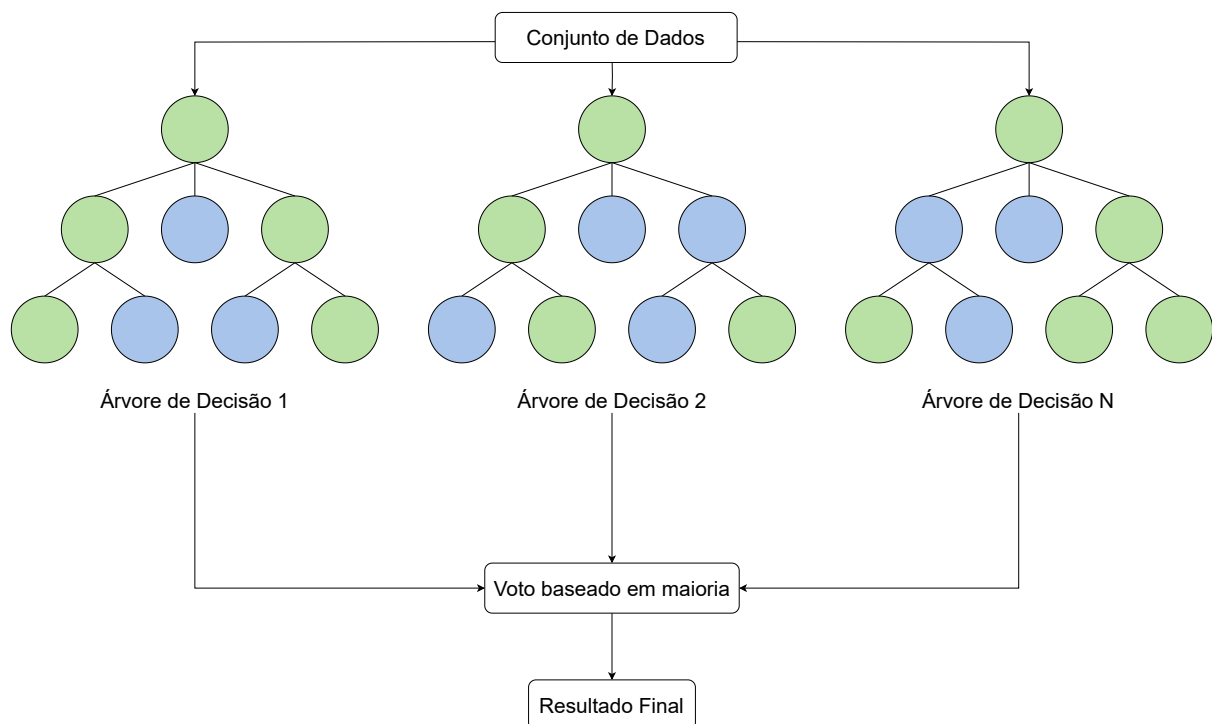 Conjunto de Dados
Árvore de Decisão 1
Árvore de Decisão 2
Árvore de Decisão N
Voto baseado em maioria
Resultado Final